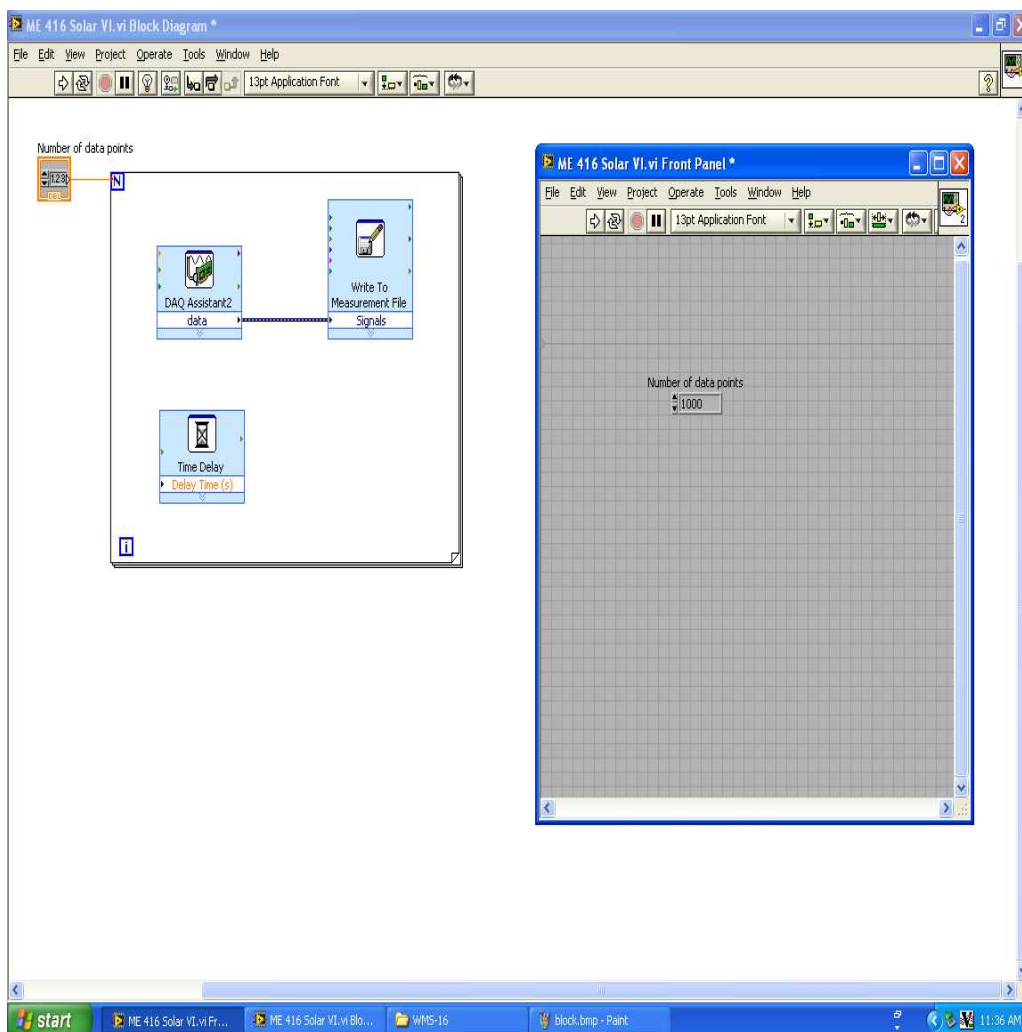 ME 416 Solar VI.vi Block Diagram *
File Edit View Project Operate Tools Window Help
13pt Application Font
Number of data points
1.23
DBL
N
DAQ Assistant2
data
Write To
Measurement File
Signals
Time Delay
Delay Time (s)
i
ME 416 Solar VI.vi Front Panel *
File Edit View Project Operate Tools Window Help
13pt Application Font
2
Number of data points
1000
start
ME 416 Solar VI.vi Fr...
ME 416 Solar VI.vi Blo...
WMS-16
block.bmp - Paint
11:36 AM